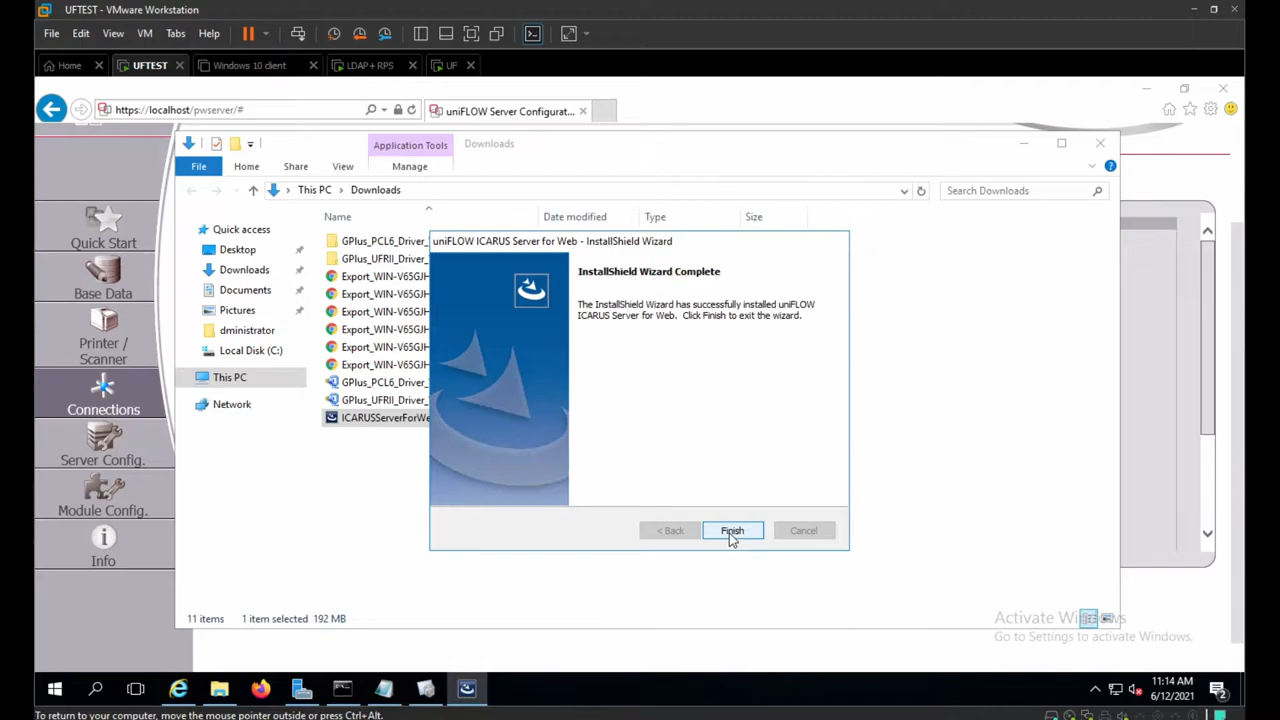 UFTEST - VMware Workstation
File Edit View VM Tabs Help
Home UFTEST Windows 10 client LDAP+ RPS UF
https://localhost/pwserver/# uniFLOW Server Configurat...
Application Tools Downloads
File Home Share View Manage
This PC Downloads Search Downloads
Quick Start
Base Data
Printer /
Scanner
Connections
Server Config.
Module Config.
Info
Quick access
Desktop
Downloads
Documents
Pictures
dministrator
Local Disk (C:)
This PC
Network
Name Date modified Type Size
GPlus_PCL6_Driver_
GPlus_UFRII_Driver_
Export_WIN-V65GJH
Export_WIN-V65GJH
Export_WIN-V65GJH
Export_WIN-V65GJH
Export_WIN-V65GJH
Export_WIN-V65GJH
GPlus_PCL6_Driver_
GPlus_UFRII_Driver_
ICARUSServerForWe
uniFLOW ICARUS Server for Web - InstallShield Wizard
InstallShield Wizard Complete
The InstallShield Wizard has successfully installed uniFLOW
ICARUS Server for Web. Click Finish to exit the wizard.
< Back Finish Cancel
11 items 1 item selected 192 MB
Activate Windows
Go to Settings to activate Windows.
11:14 AM
6/12/2021
2
To return to your computer, move the mouse pointer outside or press Ctrl+Alt.